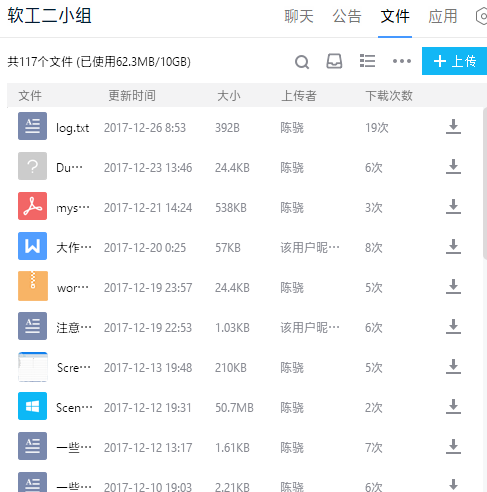 软工二小组 聊天 公告 文件 应用
共117个文件 (已使用62.3MB/10GB) 上传
文件 更新时间 大小 上传者 下载次数
log.txt 2017-12-26 8:53 392B 陈骁 19次
Du··· 2017-12-23 13:46 24.4KB 陈骁 6次
mys··· 2017-12-21 14:24 538KB 陈骁 3次
大作··· 2017-12-20 0:25 57KB 该用户昵··· 8次
wor··· 2017-12-19 23:57 24.4KB 陈骁 5次
注意··· 2017-12-19 22:53 1.03KB 该用户昵··· 6次
Scre··· 2017-12-13 19:48 210KB 陈骁 5次
Scen··· 2017-12-12 19:31 50.7MB 陈骁 2次
一些··· 2017-12-12 13:17 1.61KB 陈骁 7次
一些··· 2017-12-10 19:03 2.21KB 陈骁 6次